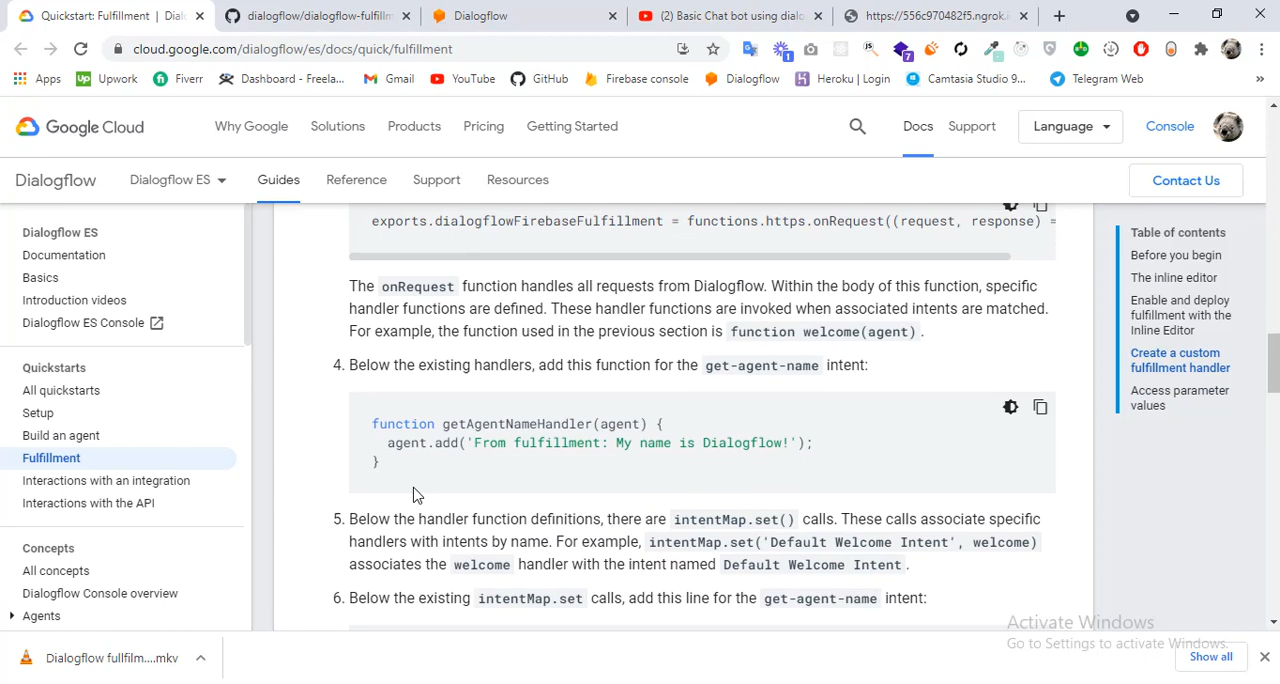 Quickstart: Fulfillment | Dial
dialogflow/dialogflow-fulfillm
Dialogflow
(2) Basic Chat bot using dialo
https://556c970482f5.ngrok.i
cloud.google.com/dialogflow/es/docs/quick/fulfillment
Apps
Upwork
Fiverr
Dashboard - Freela...
Gmail
YouTube
GitHub
Firebase console
Dialogflow
Heroku | Login
Camtasia Studio 9...
Telegram Web
»
Google Cloud
Why Google
Solutions
Products
Pricing
Getting Started
Docs
Support
Language
Console
Dialogflow
Dialogflow ES
Guides
Reference
Support
Resources
Contact Us
Dialogflow ES
Documentation
Basics
Introduction videos
Dialogflow ES Console
Quickstarts
All quickstarts
Setup
Build an agent
Fulfillment
Interactions with an integration
Interactions with the API
Concepts
All concepts
Dialogflow Console overview
Agents
exports.dialogflowFirebaseFulfillment = functions.https.onRequest((request, response) =
The onRequest function handles all requests from Dialogflow. Within the body of this function, specific
handler functions are defined. These handler functions are invoked when associated intents are matched.
For example, the function used in the previous section is function welcome(agent).
4. Below the existing handlers, add this function for the get-agent-name intent:
function getAgentNameHandler(agent) {
agent.add('From fulfillment: My name is Dialogflow!');
}
5. Below the handler function definitions, there are intentMap.set() calls. These calls associate specific
handlers with intents by name. For example, intentMap.set('Default Welcome Intent', welcome)
associates the welcome handler with the intent named Default Welcome Intent.
6. Below the existing intentMap.set calls, add this line for the get-agent-name intent:
Table of contents
Before you begin
The inline editor
Enable and deploy
fulfillment with the
Inline Editor
Create a custom
fulfillment handler
Access parameter
values
Activate Windows
Go to Settings to activate Windows.
Dialogflow fullfilm....mkv
Show all